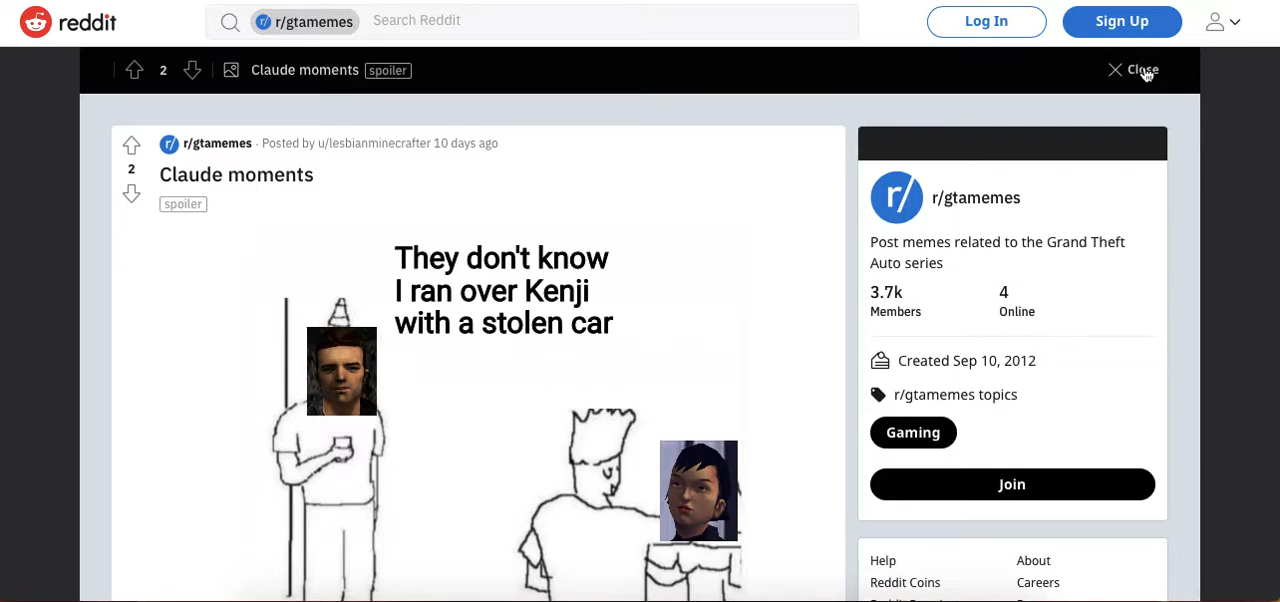 reddit
r/gtamemes
Search Reddit
Log In
Sign Up
2
Claude moments
spoiler
Close
r/gtamemes · Posted by u/lesbianminecrafter 10 days ago
2
Claude moments
spoiler
They don't know
I ran over Kenji
with a stolen car
r/
r/gtamemes
Post memes related to the Grand Theft
Auto series
3.7k
4
Members
Online
Created Sep 10, 2012
r/gtamemes topics
Gaming
Join
Help
About
Reddit Coins
Careers